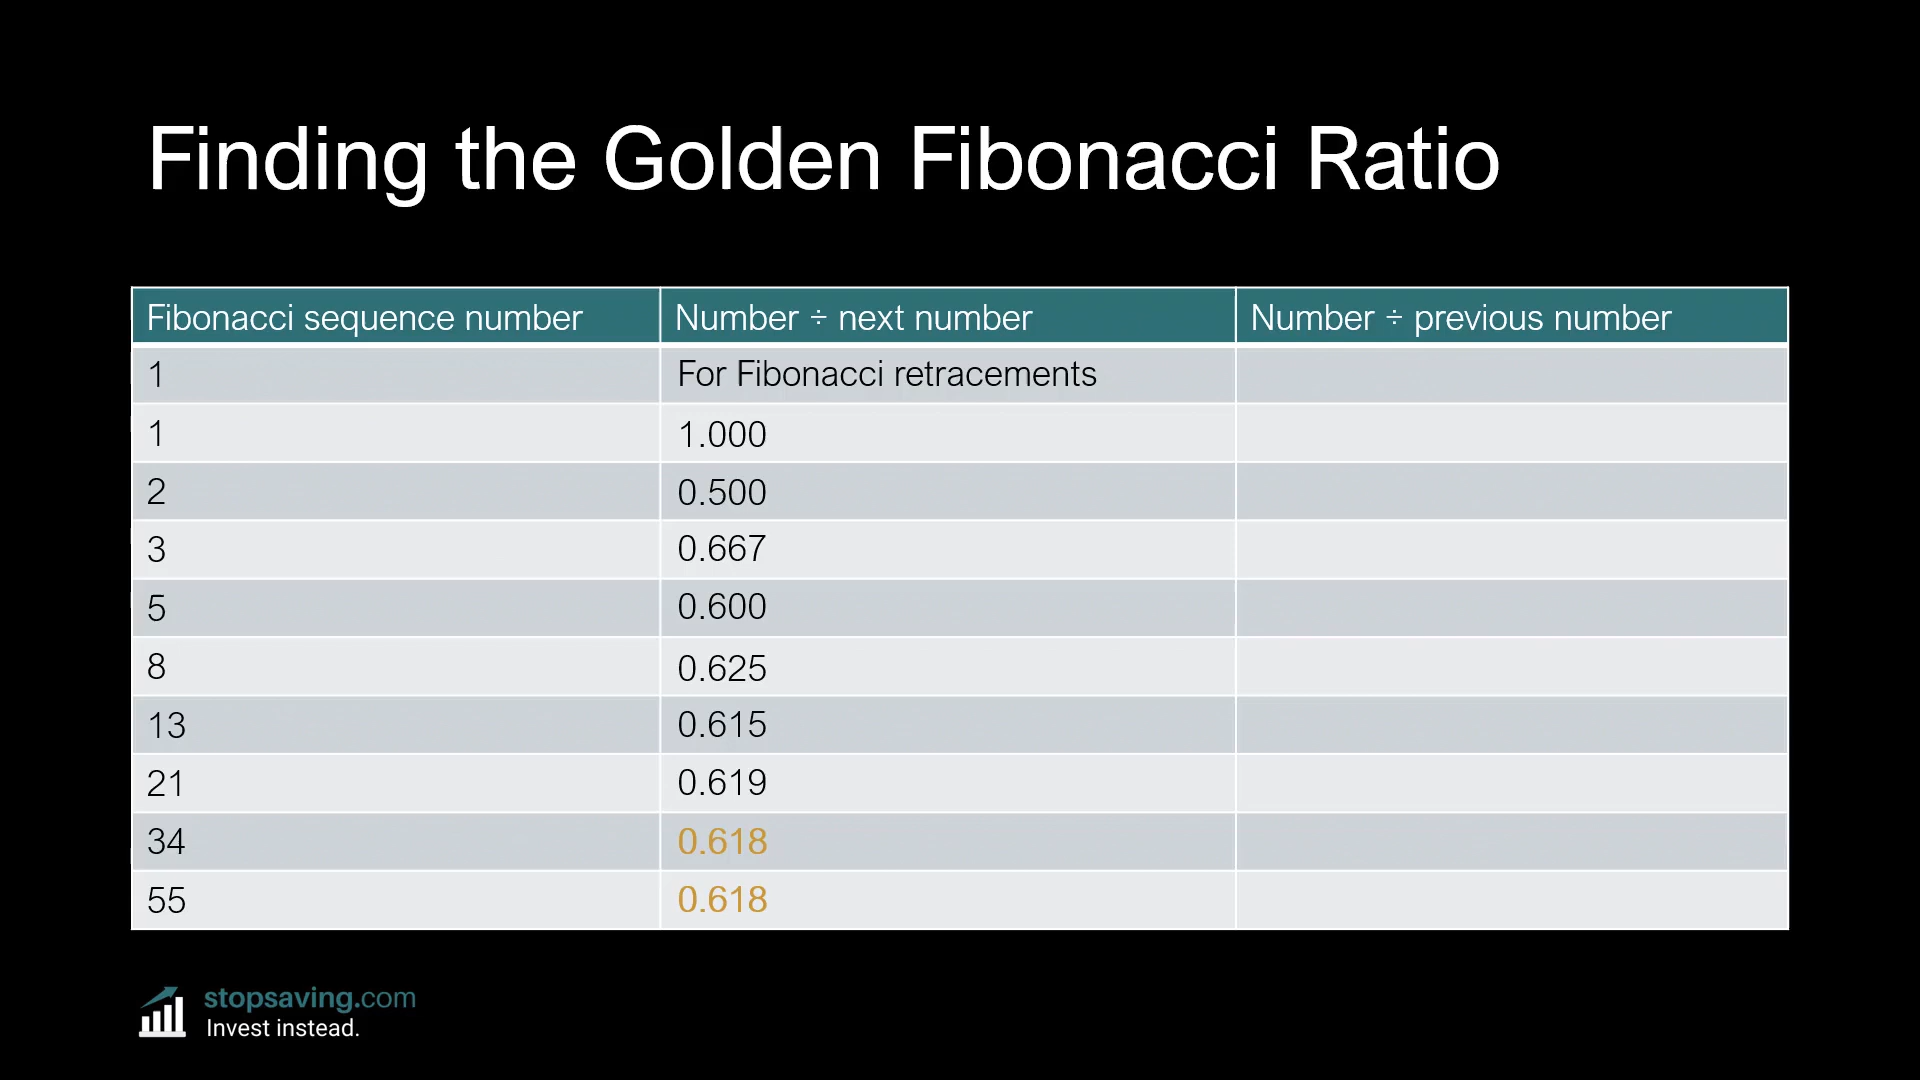 Finding the Golden Fibonacci Ratio
Fibonacci sequence number Number ÷ next number Number ÷ previous number
1 For Fibonacci retracements
1 1.000
2 0.500
3 0.667
5 0.600
8 0.625
13 0.615
21 0.619
34 0.618
55 0.618
stopsaving.com
Invest instead.